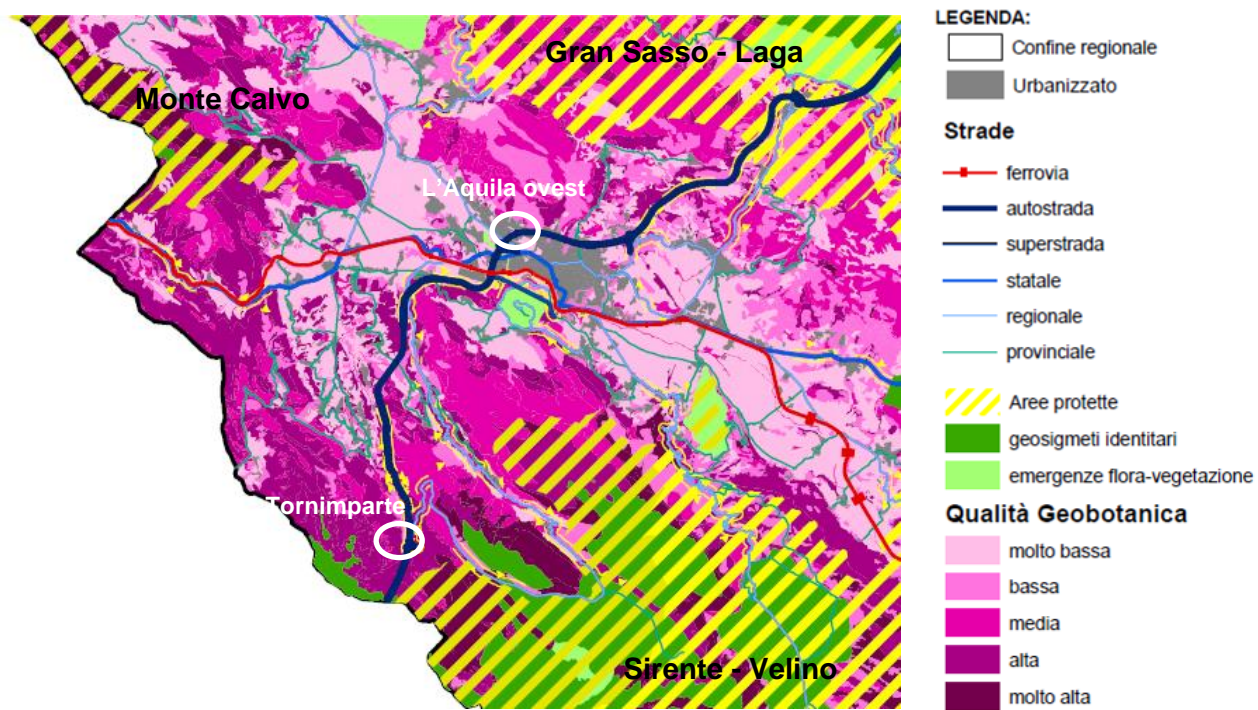 Gran Sasso - Laga
Monte Calvo
L'Aquila ovest
Tornimparte
Sirente - Velino
LEGENDA:
Confine regionale
Urbanizzato
Strade
ferrovia
autostrada
superstrada
statale
regionale
provinciale
Aree protette
geosigmeti identitari
emergenze flora-vegetazione
Qualità Geobotanica
molto bassa
bassa
media
alta
molto alta